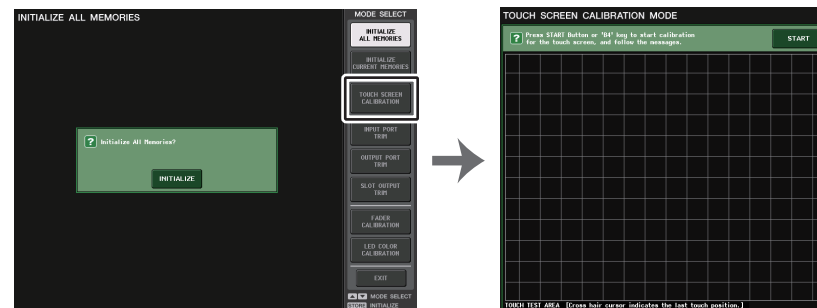 INITIALIZE ALL MEMORIES
? Initialize All Memories?
INITIALIZE
MODE SELECT
INITIALIZE
ALL MEMORIES
INITIALIZE
CURRENT MEMORIES
TOUCH SCREEN
CALIBRATION
INPUT PORT
TRIM
OUTPUT PORT
TRIM
SLOT OUTPUT
TRIM
FADER
CALIBRATION
LED COLOR
CALIBRATION
EXIT
▲ ▼ MODE SELECT
STORE INITIALIZE
TOUCH SCREEN CALIBRATION MODE
? Press START Button or 'B4' key to start calibration
for the touch screen, and follow the messages.
START
TOUCH TEST AREA [Cross hair cursor indicates the last touch position.]